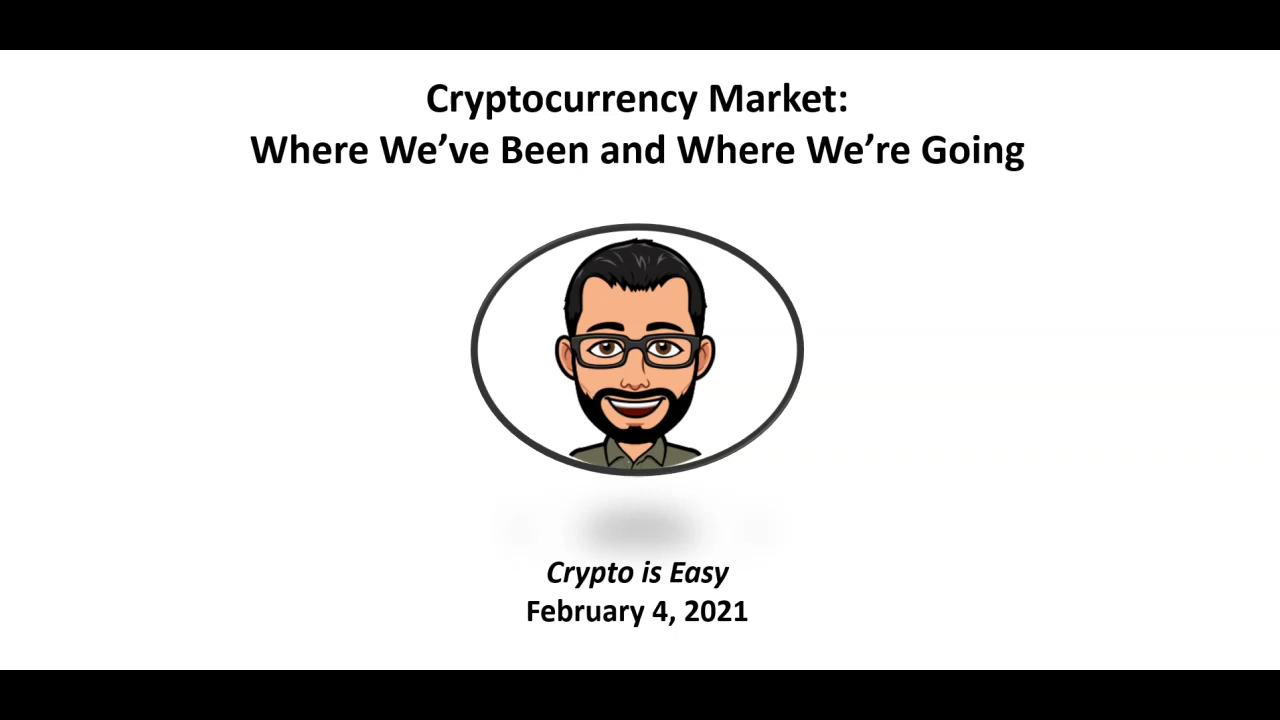 Cryptocurrency Market:
Where We’ve Been and Where We’re Going
Crypto is Easy
February 4, 2021